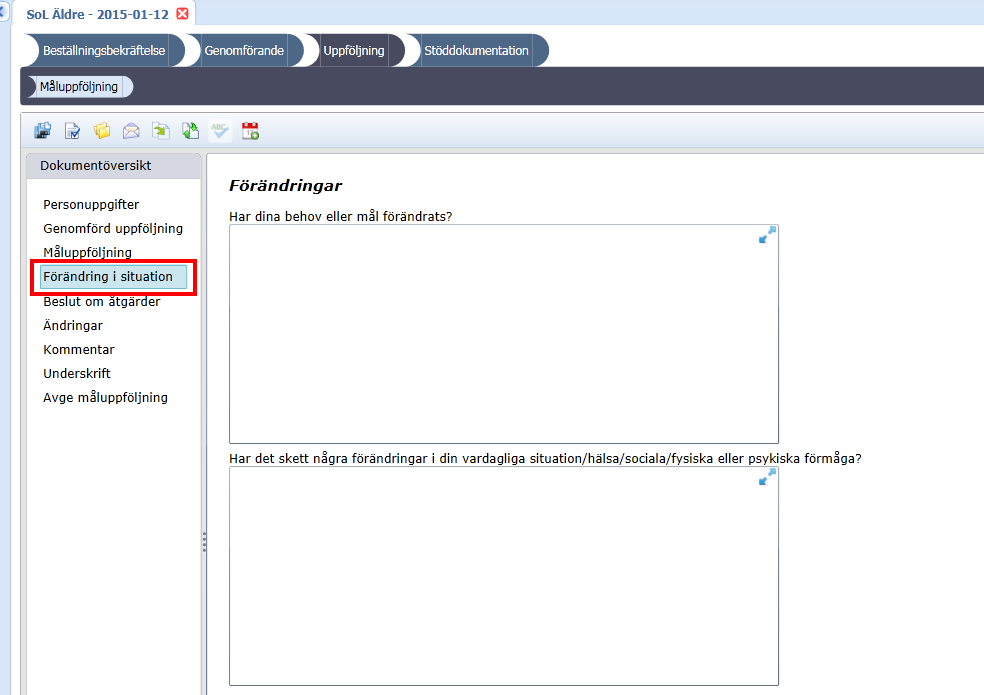 SoL Äldre - 2015-01-12
Beställningsbekräftelse Genomförande Uppföljning Stöddokumentation
Måluppföljning
ABC
Dokumentöversikt
Personuppgifter
Genomförd uppföljning
Måluppföljning
Förändring i situation
Beslut om åtgärder
Ändringar
Kommentar
Underskrift
Avge måluppföljning
Förändringar
Har dina behov eller mål förändrats?
Har det skett några förändringar i din vardagliga situation/hälsa/sociala/fysiska eller psykiska förmåga?